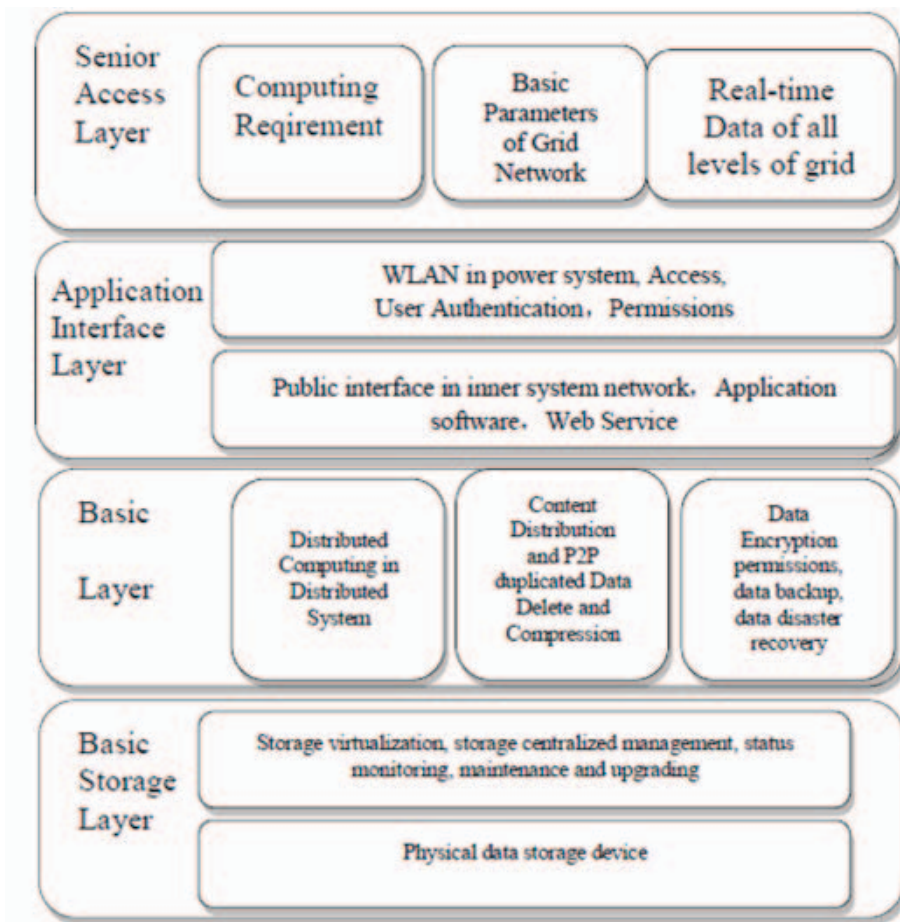 Senior
Access
Layer
Computing
Reqirement
Basic
Parameters
of Grid
Network
Real-time
Data of all
levels of grid
Application
Interface
Layer
WLAN in power system, Access,
User Authentication，Permissions
Public interface in inner system network，Application
software，Web Service
Basic
Layer
Distributed
Computing in
Distributed
System
Content
Distribution
and P2P
duplicated Data
Delete and
Compression
Data
Encryption
permissions,
data backup,
data disaster
recovery
Basic
Storage
Layer
Storage virtualization, storage centralized management, status
monitoring, maintenance and upgrading
Physical data storage device